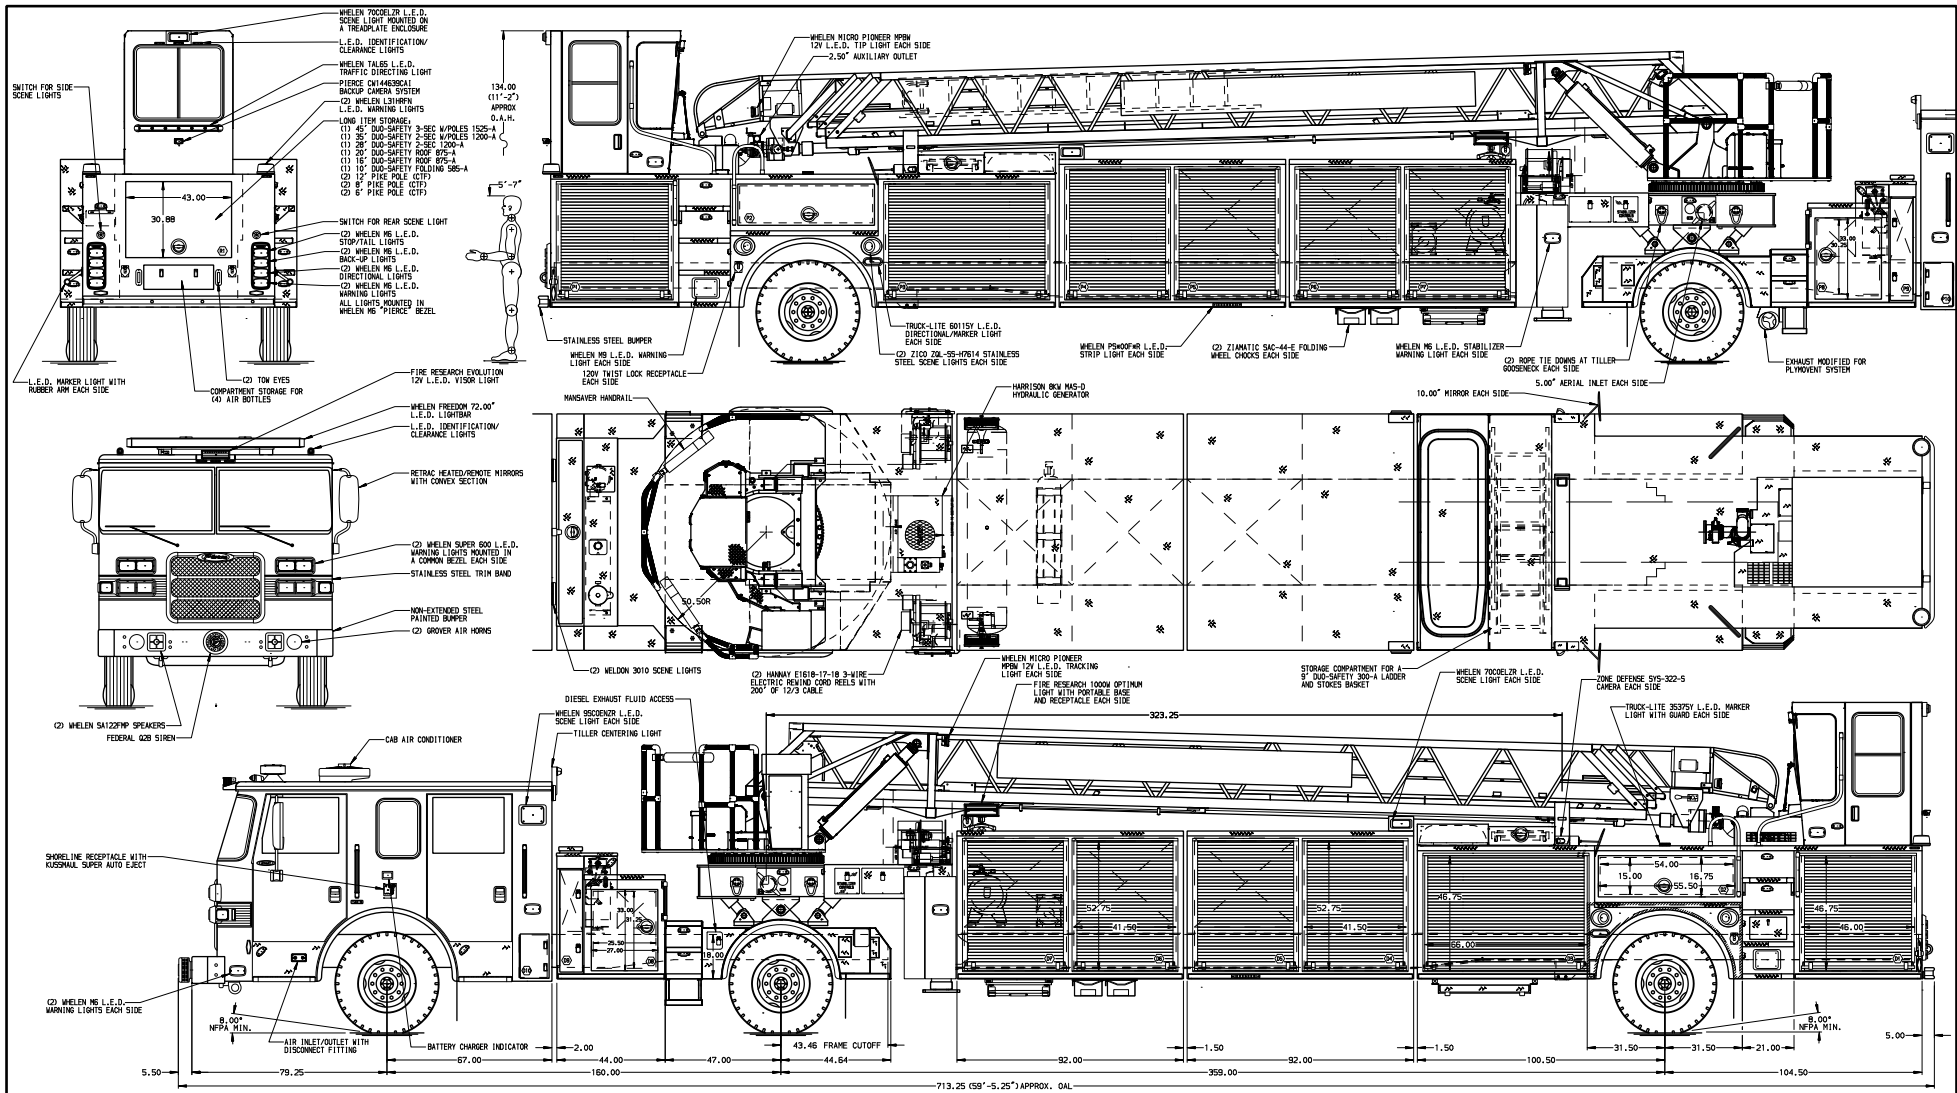 WHELEN 70COELZR L.E.D.
SCENE LIGHT MOUNTED ON
A TREADPLATE ENCLOSURE
L.E.D. IDENTIFICATION/
CLEARANCE LIGHTS
WHELEN TAL65 L.E.D.
TRAFFIC DIRECTING LIGHT
PIERCE CW144639CAI
BACKUP CAMERA SYSTEM
(2) WHELEN L31HRFN
L.E.D. WARNING LIGHTS
LONG ITEM STORAGE:
(1) 45' DUO-SAFETY 3-SEC W/POLES 1525-A
(1) 35' DUO-SAFETY 2-SEC W/POLES 1200-A
(1) 28' DUO-SAFETY 2-SEC 1200-A
(1) 20' DUO-SAFETY ROOF 875-A
(1) 16' DUO-SAFETY ROOF 875-A
(1) 10' DUO-SAFETY FOLDING 585-A
(2) 12' PIKE POLE (CTF)
(2) 8' PIKE POLE (CTF)
(2) 6' PIKE POLE (CTF)
SWITCH FOR SIDE
SCENE LIGHTS
43.00
30.88
SWITCH FOR REAR SCENE LIGHT
(2) WHELEN M6 L.E.D.
STOP/TAIL LIGHTS
(2) WHELEN M6 L.E.D.
BACK-UP LIGHTS
(2) WHELEN M6 L.E.D.
DIRECTIONAL LIGHTS
(2) WHELEN M6 L.E.D.
WARNING LIGHTS
ALL LIGHTS MOUNTED IN
WHELEN M6 "PIERCE" BEZEL
L.E.D. MARKER LIGHT WITH
RUBBER ARM EACH SIDE
(2) TOW EYES
COMPARTMENT STORAGE FOR
(4) AIR BOTTLES
134.00
(11'-2")
APPROX
O.A.H.
5'-7"
WHELEN MICRO PIONEER MPBW
12V L.E.D. TIP LIGHT EACH SIDE
2.50" AUXILIARY OUTLET
33.00
30.25
STAINLESS STEEL BUMPER
WHELEN M9 L.E.D. WARNING
LIGHT EACH SIDE
120V TWIST LOCK RECEPTACLE
EACH SIDE
TRUCK-LITE 60115Y L.E.D.
DIRECTIONAL/MARKER LIGHT
EACH SIDE
(2) ZICO ZQL-SS-H7614 STAINLESS
STEEL SCENE LIGHTS EACH SIDE
WHELEN PS*00F*R L.E.D.
STRIP LIGHT EACH SIDE
(2) ZIAMATIC SAC-44-E FOLDING
WHEEL CHOCKS EACH SIDE
WHELEN M6 L.E.D. STABILIZER
WARNING LIGHT EACH SIDE
(2) ROPE TIE DOWNS AT TILLER
GOOSENECK EACH SIDE
5.00" AERIAL INLET EACH SIDE
EXHAUST MODIFIED FOR
PLYMOVENT SYSTEM
FIRE RESEARCH EVOLUTION
12V L.E.D. VISOR LIGHT
WHELEN FREEDOM 72.00"
L.E.D. LIGHTBAR
L.E.D. IDENTIFICATION/
CLEARANCE LIGHTS
RETRAC HEATED/REMOTE MIRRORS
WITH CONVEX SECTION
(2) WHELEN SUPER 600 L.E.D.
WARNING LIGHTS MOUNTED IN
A COMMON BEZEL EACH SIDE
STAINLESS STEEL TRIM BAND
NON-EXTENDED STEEL
PAINTED BUMPER
(2) GROVER AIR HORNS
(2) WHELEN SA122FMP SPEAKERS
FEDERAL Q2B SIREN
MANSAVER HANDRAIL
HARRISON 8KW MAS-D
HYDRAULIC GENERATOR
10.00" MIRROR EACH SIDE
50.50R
(2) WELDON 3010 SCENE LIGHTS
(2) HANNAY E1618-17-18 3-WIRE
ELECTRIC REWIND CORD REELS WITH
200' OF 12/3 CABLE
WHELEN MICRO PIONEER
MPBW 12V L.E.D. TRACKING
LIGHT EACH SIDE
FIRE RESEARCH 1000W OPTIMUM
LIGHT WITH PORTABLE BASE
AND RECEPTACLE EACH SIDE
STORAGE COMPARTMENT FOR A
9' DUO-SAFETY 300-A LADDER
AND STOKES BASKET
WHELEN 70COELZR L.E.D.
SCENE LIGHT EACH SIDE
ZONE DEFENSE SYS-322-S
CAMERA EACH SIDE
TRUCK-LITE 35375Y L.E.D. MARKER
LIGHT WITH GUARD EACH SIDE
323.25
DIESEL EXHAUST FLUID ACCESS
WHELEN 9SCOENZR L.E.D.
SCENE LIGHT EACH SIDE
TILLER CENTERING LIGHT
CAB AIR CONDITIONER
SHORELINE RECEPTACLE WITH
KUSSMAUL SUPER AUTO EJECT
(2) WHELEN M6 L.E.D.
WARNING LIGHTS EACH SIDE
8.00°
NFPA MIN.
AIR INLET/OUTLET WITH
DISCONNECT FITTING
BATTERY CHARGER INDICATOR
33.00
31.25
25.50
27.00
18.00
52.75
41.50
52.75
41.50
46.75
66.00
54.00
15.00
16.75
55.50
46.75
46.00
8.00°
NFPA MIN.
67.00
2.00
44.00
47.00
43.46 FRAME CUTOFF
44.64
92.00
1.50
92.00
1.50
100.50
31.50
31.50
21.00
5.00
5.50
79.25
160.00
359.00
104.50
713.25 (59'-5.25") APPROX. OAL